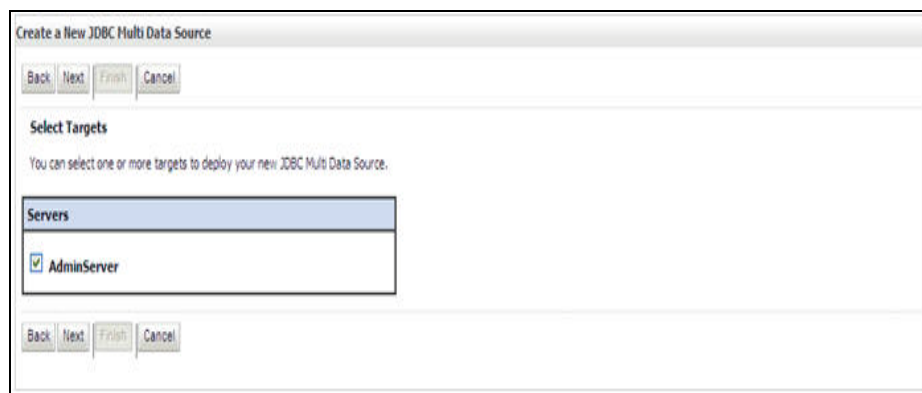 Create a New JDBC Multi Data Source
Back Next Finish Cancel
Select Targets
You can select one or more targets to deploy your new JDBC Multi Data Source.
Servers
AdminServer
Back Next Finish Cancel